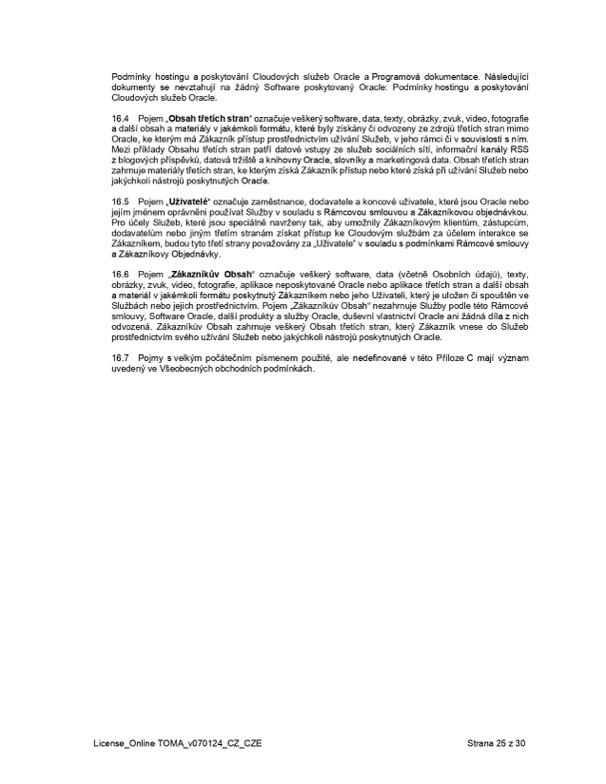 Podmínky hostingu a poskytování Cloudových služeb Oracle a Programová dokumentace. Následující
dokumenty se nevztahují na žádný Software poskytovaný Oracle: Podmínky hostingu a poskytování
Cloudových služeb Oracle.
16.4 Pojem „Obsah třetích stran“ označuje veškerý software, data, texty, obrázky, zvuk, video, fotografie
a další obsah a materiály v jakémkoli formátu, které byly získány či odvozeny ze zdrojů třetích stran mimo
Oracle, ke kterým má Zákazník přístup prostřednictvím užívání Služeb, v jeho rámci či v souvislosti s ním.
Mezi příklady Obsahu třetích stran patří datové vstupy ze služeb sociálních sítí, informační kanály RSS
z blogových příspěvků, datová tržiště a knihovny Oracle, slovníky a marketingová data. Obsah třetích stran
zahrnuje materiály třetích stran, ke kterým získá Zákazník přístup nebo které získá při užívání Služeb nebo
jakýchkoli nástrojů poskytnutých Oracle.
16.5 Pojem „Uživatelé“ označuje zaměstnance, dodavatele a koncové uživatele, které jsou Oracle nebo
jejím jménem oprávněni používat Služby v souladu s Rámcovou smlouvou a Zákazníkovou objednávkou.
Pro účely Služeb, které jsou speciálně navrženy tak, aby umožnily Zákazníkovým klientům, zástupcům,
dodavatelům nebo jiným třetím stranám získat přístup ke Cloudovým službám za účelem interakce se
Zákazníkem, budou tyto třetí strany považovány za „Uživatele“ v souladu s podmínkami Rámcové smlouvy
a Zákazníkovy Objednávky.
16.6 Pojem „Zákazníkův Obsah“ označuje veškerý software, data (včetně Osobních údajů), texty,
obrázky, zvuk, video, fotografie, aplikace neposkytované Oracle nebo aplikace třetích stran a další obsah
a materiál v jakémkoli formátu poskytnutý Zákazníkem nebo jeho Uživateli, který je uložen či spouštěn ve
Službách nebo jejich prostřednictvím. Pojem „Zákazníkův Obsah“ nezahrnuje Služby podle této Rámcové
smlouvy, Software Oracle, další produkty a služby Oracle, duševní vlastnictví Oracle ani žádná díla z nich
odvozená. Zákazníkův Obsah zahrnuje veškerý Obsah třetích stran, který Zákazník vnese do Služeb
prostřednictvím svého užívání Služeb nebo jakýchkoli nástrojů poskytnutých Oracle.
16.7 Pojmy s velkým počátečním písmenem použité, ale nedefinované v této Příloze C mají význam
uvedený ve Všeobecných obchodních podmínkách.
License_Online TOMA_v070124_CZ_CZE
Strana 25 z 30